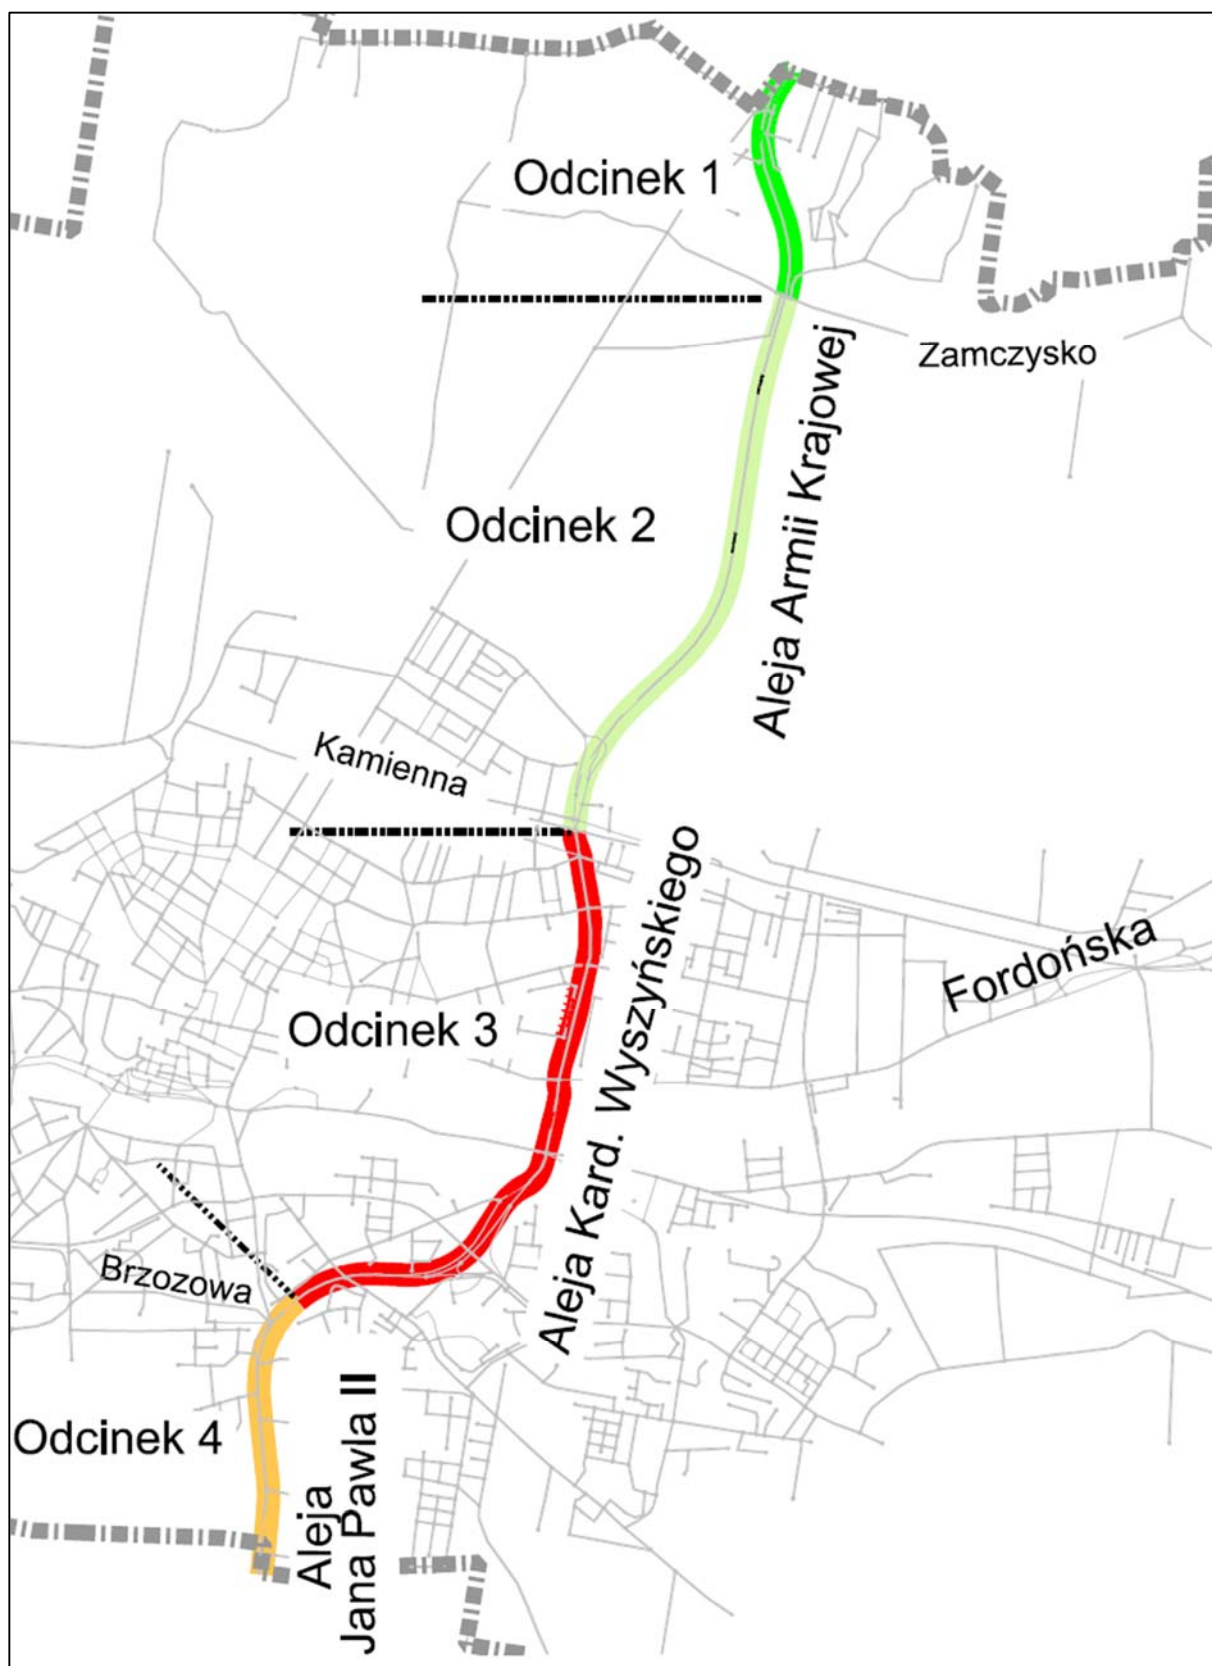 Odcinek 1
Zamczysko
Aleja Armii Krajowej
Odcinek 2
Kamienna
Aleja Kard. Wyszyńskiego
Fordońska
Odcinek 3
Brzozowa
Odcinek 4
Aleja
Jana Pawla II